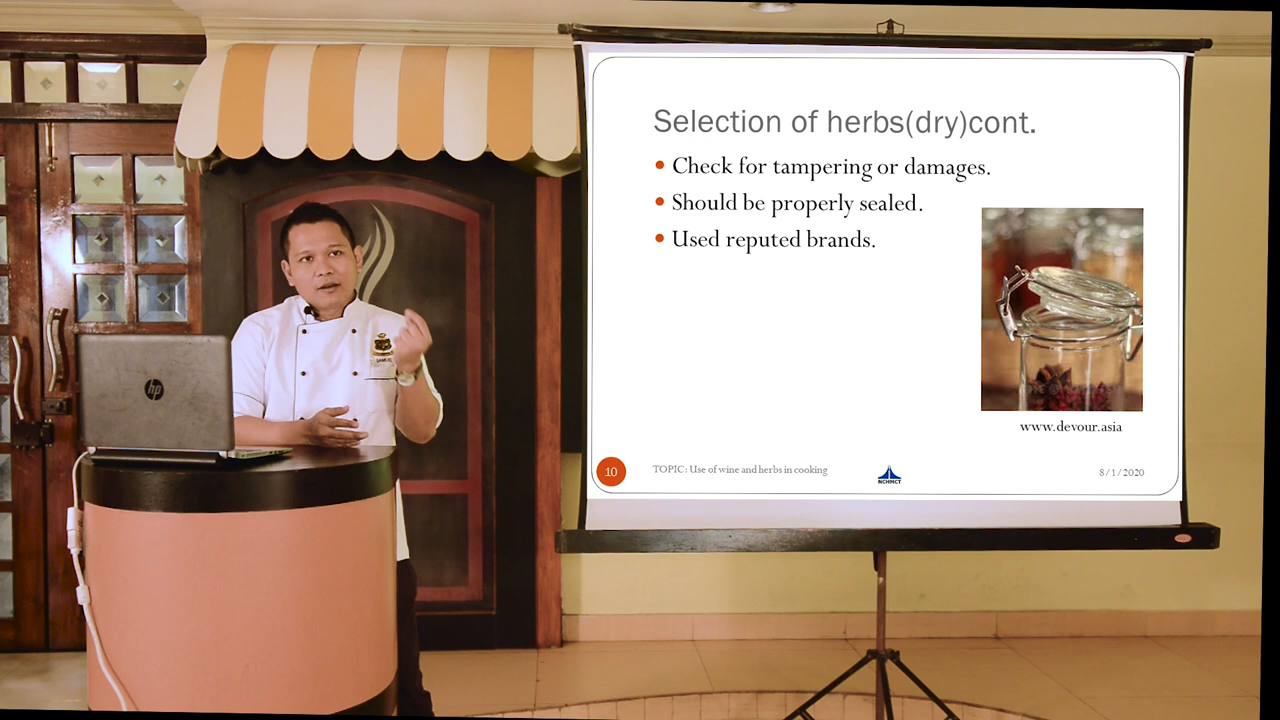 Selection of herbs(dry)cont.
Check for tampering or damages.
Should be properly sealed.
Used reputed brands.
www.devour.asia
10
TOPIC: Use of wine and herbs in cooking
NCHMCT
8/1/2020
hp